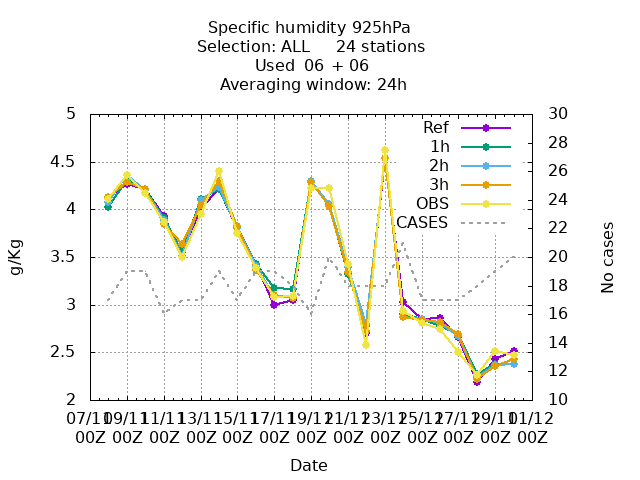 Specific humidity 925hPa
Selection: ALL 24 stations
Used 06 + 06
Averaging window: 24h
g/Kg
5
4.5
4
3.5
3
2.5
2
30
28
26
24
22
20
18
16
14
12
10
No cases
Ref
1h
2h
3h
OBS
CASES
07/11 09/11 11/11 13/11 15/11 17/11 19/11 21/11 23/11 25/11 27/11 29/11 01/12
00Z 00Z 00Z 00Z 00Z 00Z 00Z 00Z 00Z 00Z 00Z 00Z 00Z
Date